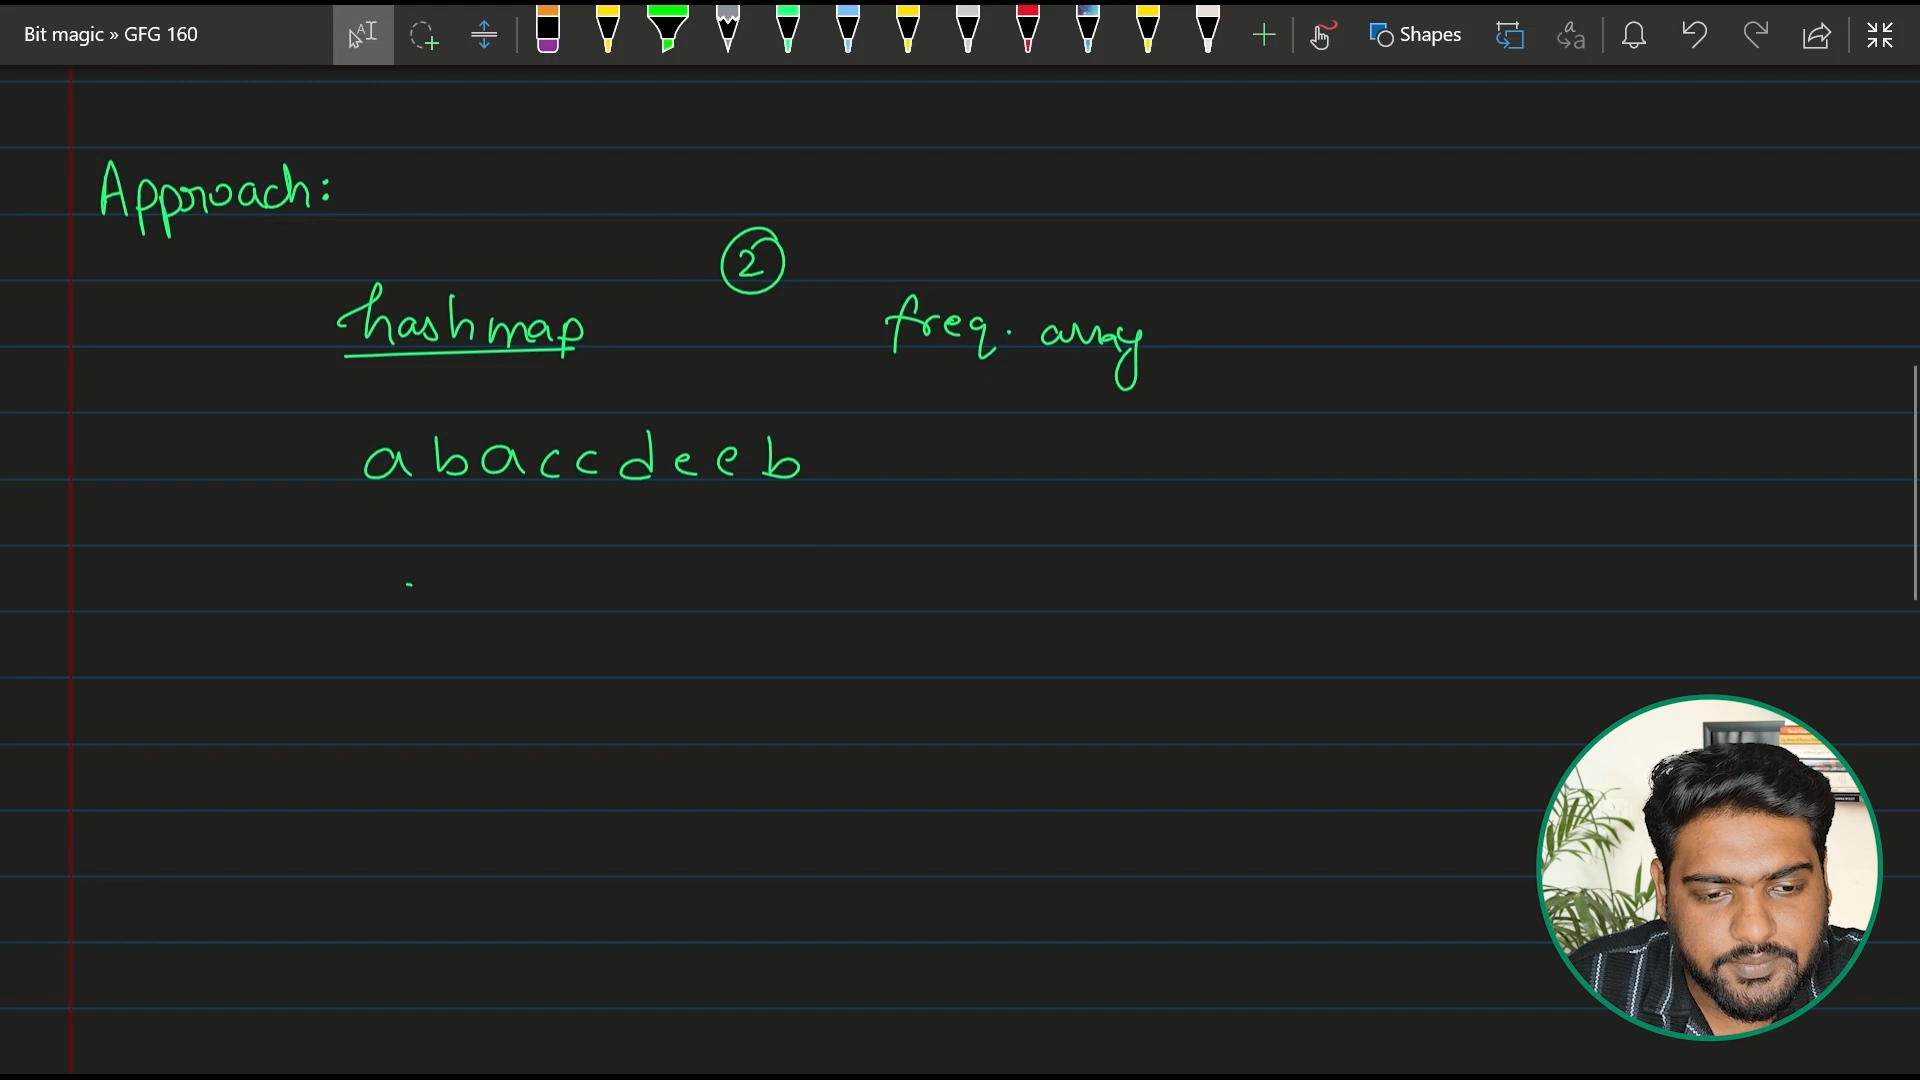 Bit magic » GFG 160
Shapes
Approach:
2
hashmap freq. array
a b a c c d e e b